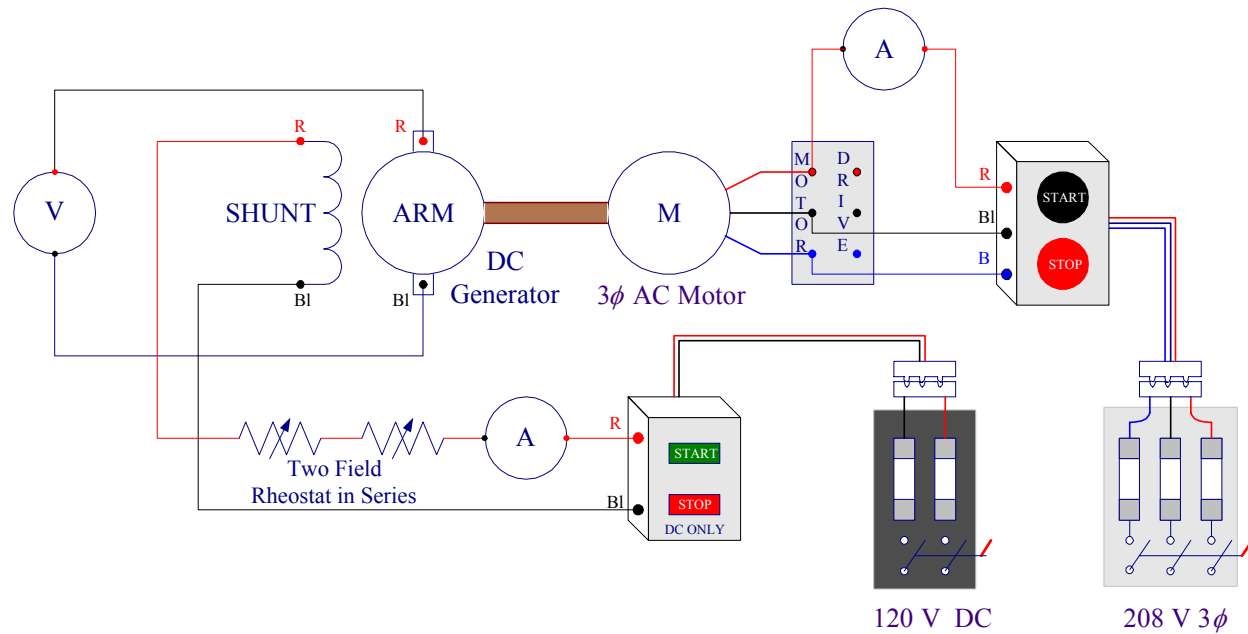 A
R
R
V
SHUNT
ARM
M
MOTOR
DRIVE
R
START
Bl
STOP
B
Bl
Bl
DC
Generator
3ϕ AC Motor
Two Field
Rheostat in Series
A
R
START
Bl
STOP
DC ONLY
120 V DC
208 V 3ϕ